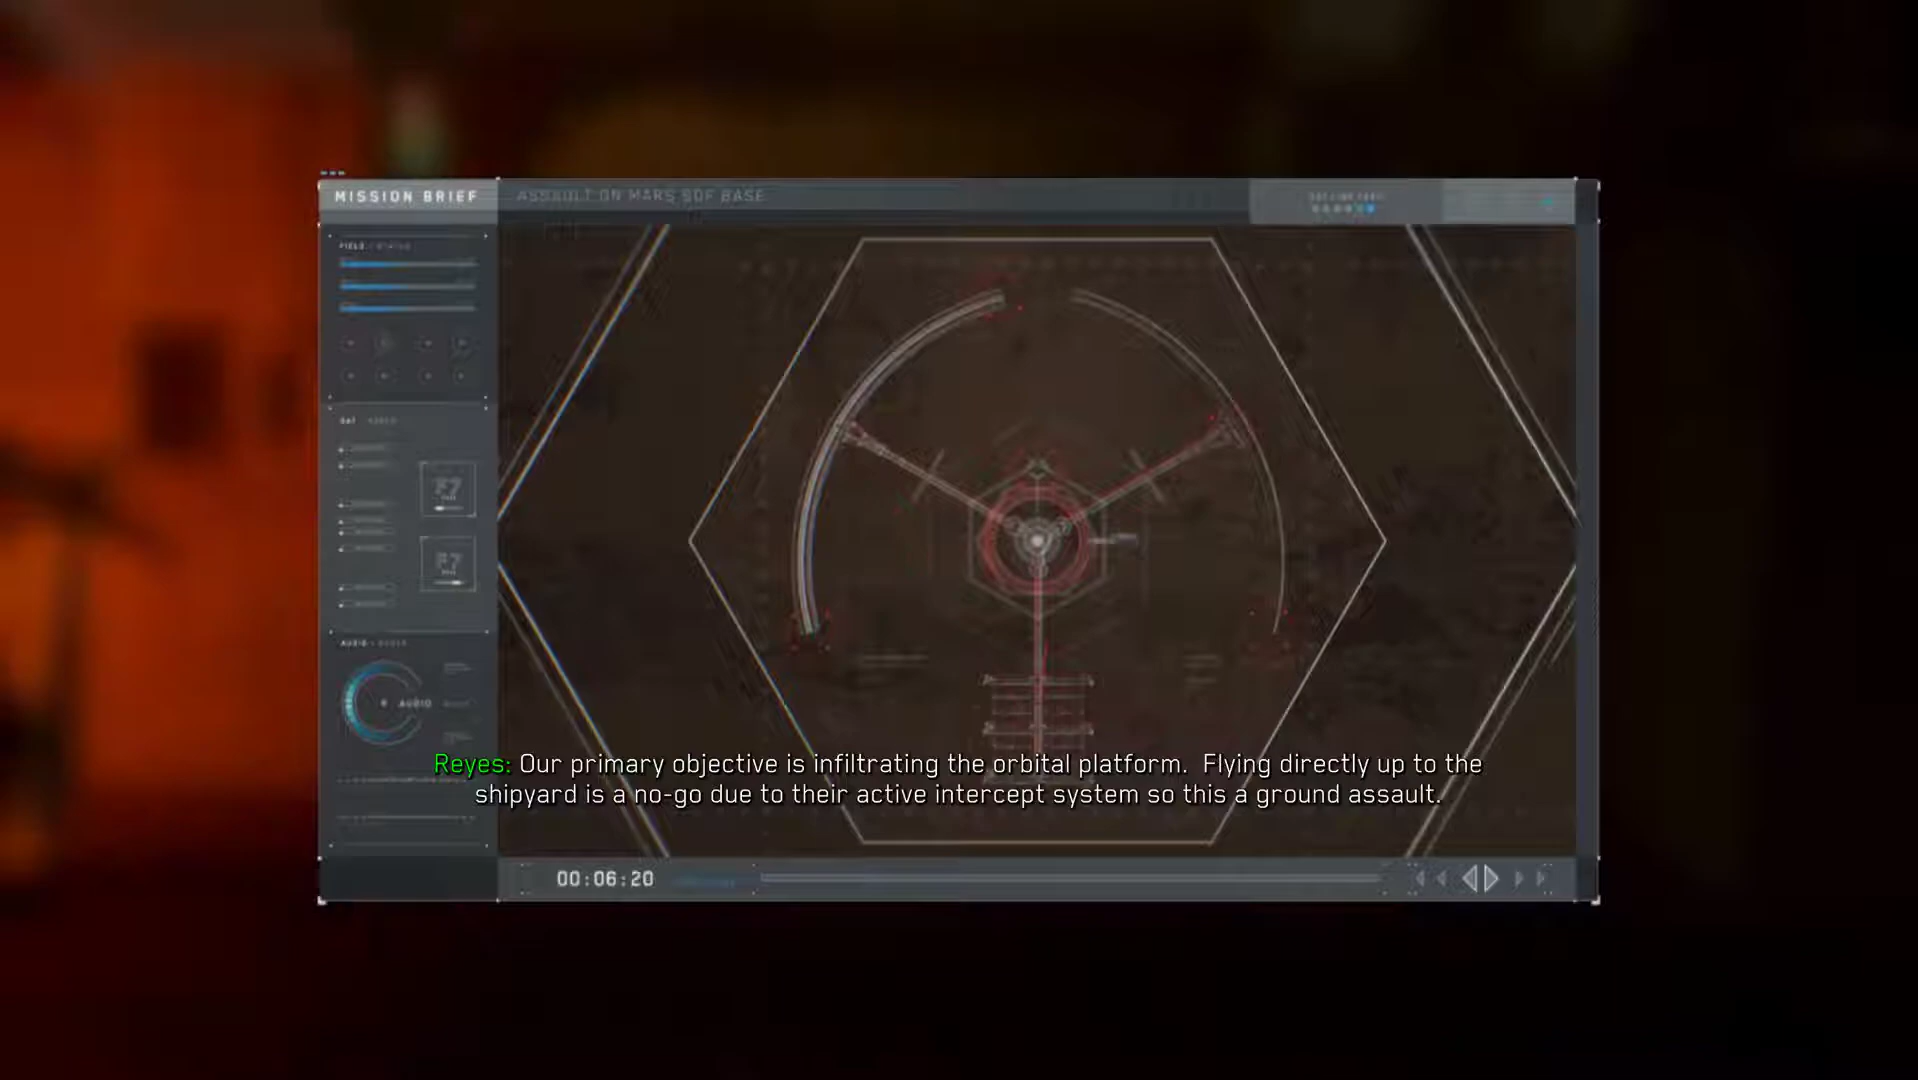 MISSION BRIEF
ASSAULT ON MARS SDF BASE
FIELD
AUDIO
AUDIO
Reyes: Our primary objective is infiltrating the orbital platform. Flying directly up to the
shipyard is a no-go due to their active intercept system so this a ground assault.
00:06:20